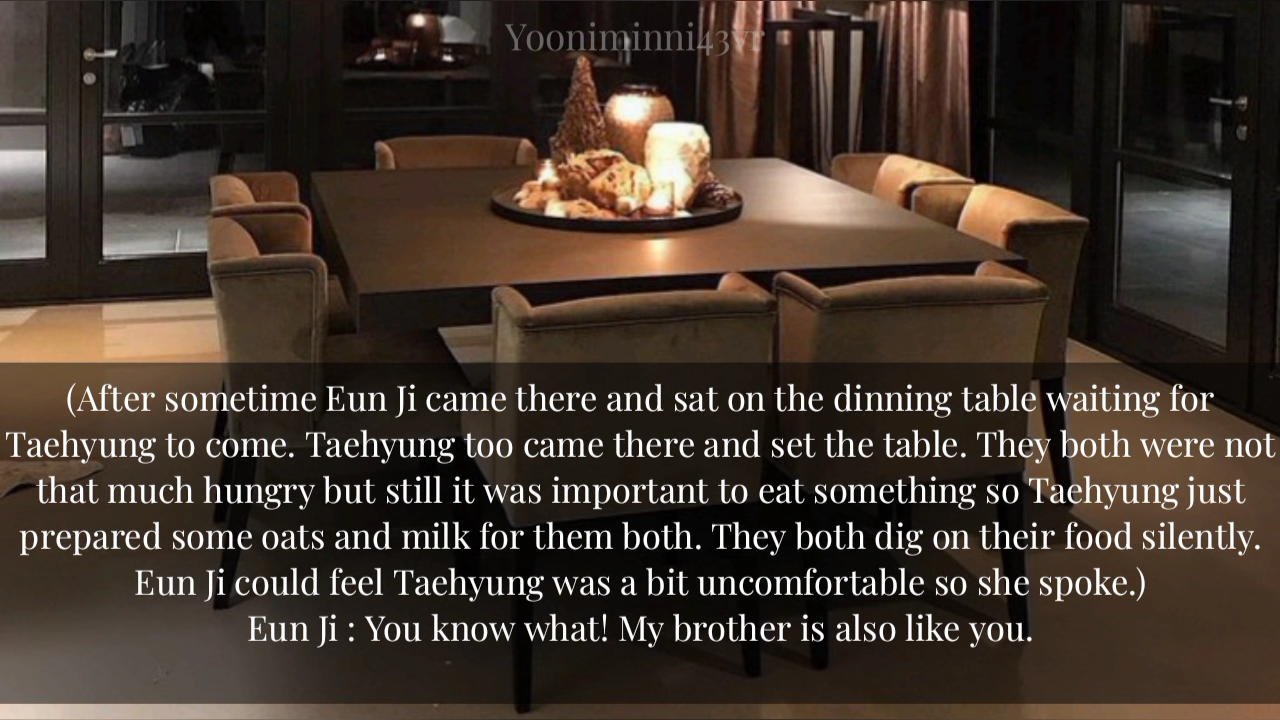 Yooniminni43vr
(After sometime Eun Ji came there and sat on the dinning table waiting for
Taehyung to come. Taehyung too came there and set the table. They both were not
that much hungry but still it was important to eat something so Taehyung just
prepared some oats and milk for them both. They both dig on their food silently.
Eun Ji could feel Taehyung was a bit uncomfortable so she spoke.)
Eun Ji : You know what! My brother is also like you.